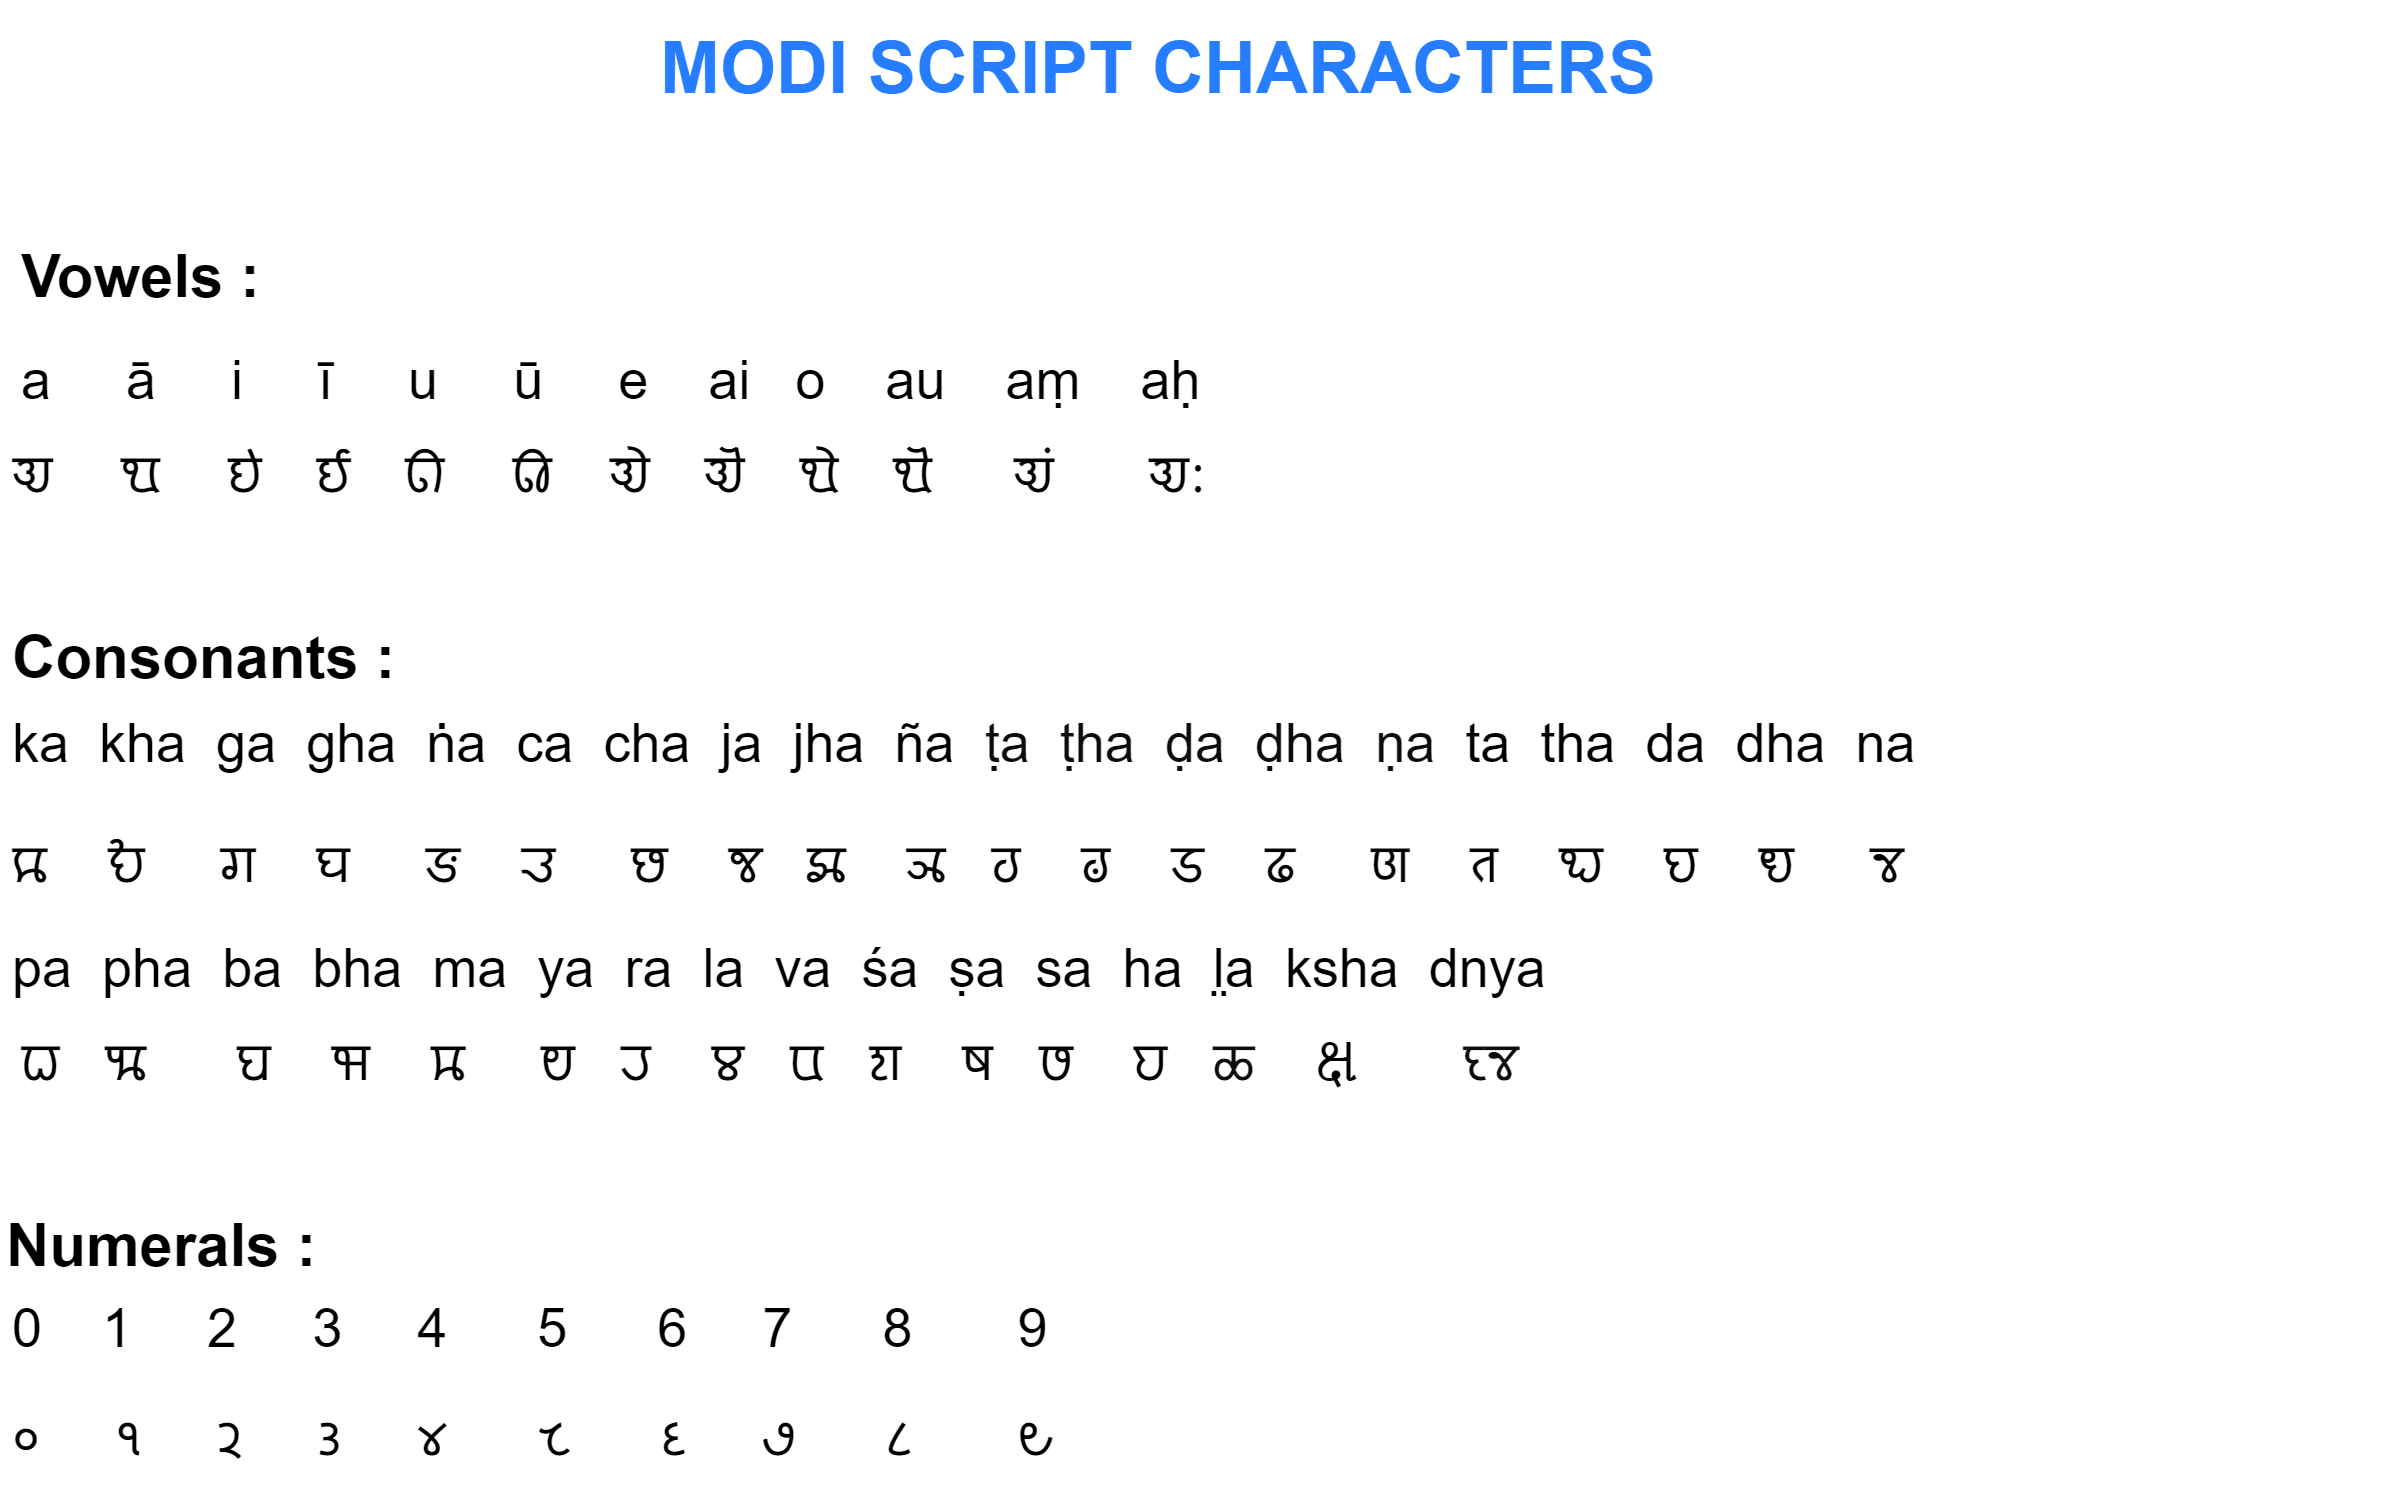 MODI SCRIPT CHARACTERS
Vowels :
a ā i ī u ū e ai o au aṃ aḥ
𑘀 𑘁 𑘂 𑘃 𑘄 𑘅 𑘊 𑘋 𑘌 𑘍 𑘀𑘽 𑘀𑘾
Consonants :
ka kha ga gha ṅa ca cha ja jha ña ṭa ṭha ḍa ḍha ṇa ta tha da dha na
𑘎 𑘏 𑘐 𑘑 𑘒 𑘓 𑘔 𑘕 𑘖 𑘗 𑘘 𑘙 𑘚 𑘛 𑘜 𑘝 𑘞 𑘟 𑘠 𑘡
pa pha ba bha ma ya ra la va śa ṣa sa ha l̤a ksha dnya
𑘢 𑘣 𑘤 𑘥 𑘦 𑘧 𑘨 𑘩 𑘪 𑘫 𑘬 𑘭 𑘮 𑘯 𑘎𑘿𑘬 𑘕𑘿𑘗
Numerals :
0 1 2 3 4 5 6 7 8 9
𑙐 𑙑 𑙒 𑙓 𑙔 𑙕 𑙖 𑙗 𑙘 𑙙